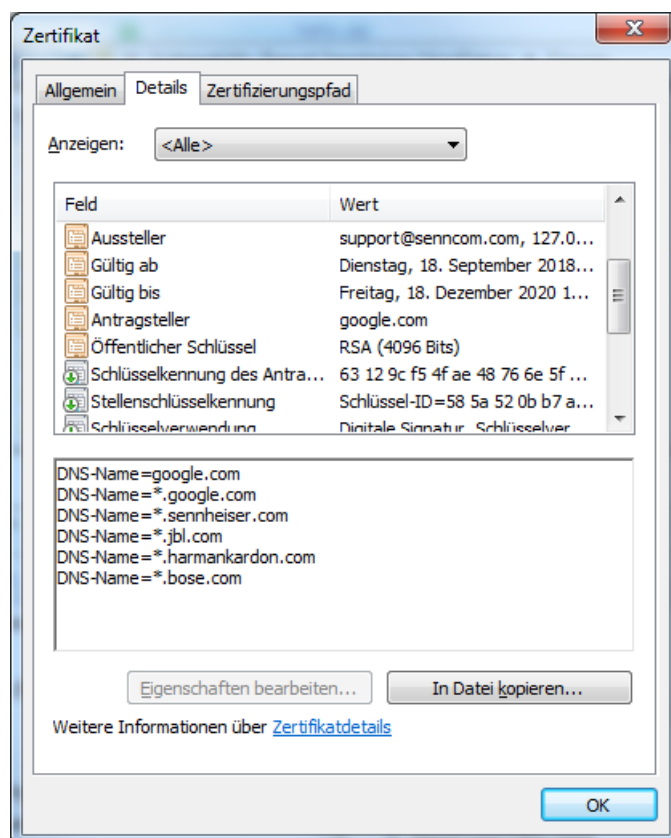 Zertifikat
Allgemein Details Zertifizierungspfad
Anzeigen: <Alle>
Feld Wert
Aussteller support@senncom.com, 127.0...
Gültig ab Dienstag, 18. September 2018...
Gültig bis Freitag, 18. Dezember 2020 1...
Antragsteller google.com
Öffentlicher Schlüssel RSA (4096 Bits)
Schlüsselkennung des Antra... 63 12 9c f5 4f ae 48 76 6e 5f ...
Stellenschlüsselkennung Schlüssel-ID=58 5a 52 0b b7 a...
Schlüsselverwendung Digitale Signatur, Schlüsselver
DNS-Name=google.com
DNS-Name=*.google.com
DNS-Name=*.sennheiser.com
DNS-Name=*.jbl.com
DNS-Name=*.harmankardon.com
DNS-Name=*.bose.com
Eigenschaften bearbeiten... In Datei kopieren...
Weitere Informationen über Zertifikatdetails
OK